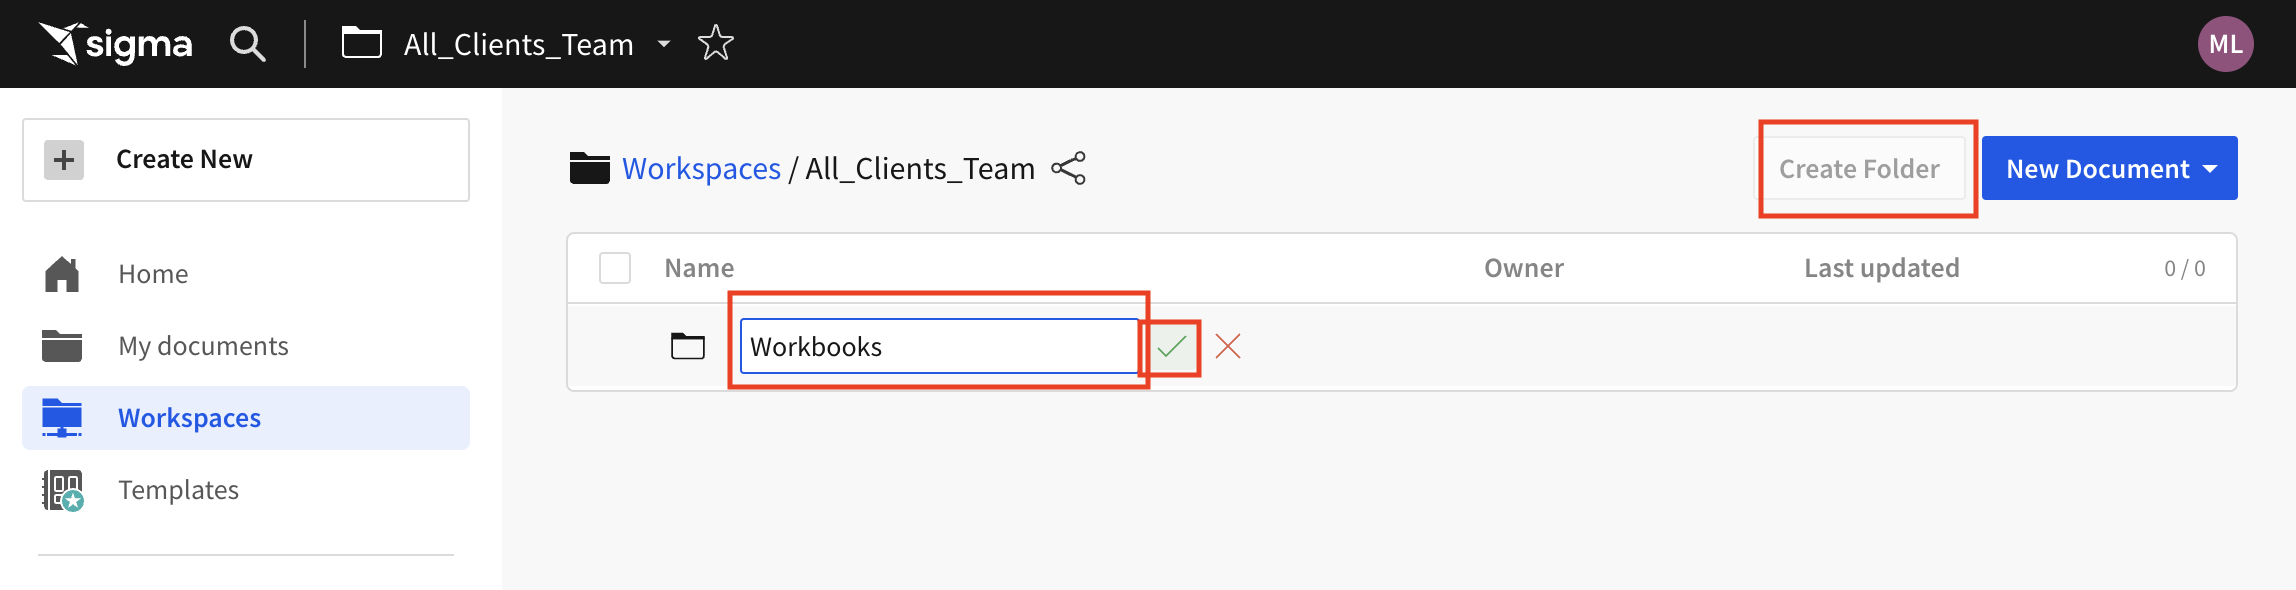 sigma All_Clients_Team ML
Create New
Home
My documents
Workspaces
Templates
Workspaces / All_Clients_Team Create Folder New Document
Name Owner Last updated 0 / 0
Workbooks